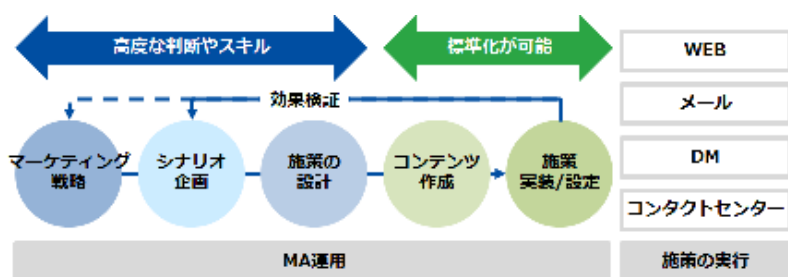 高度な判断やスキル
標準化が可能
効果検証
マーケティング
戦略
シナリオ
企画
施策の
設計
コンテンツ
作成
施策
実装/設定
MA運用
WEB
メール
DM
コンタクトセンター
施策の実行